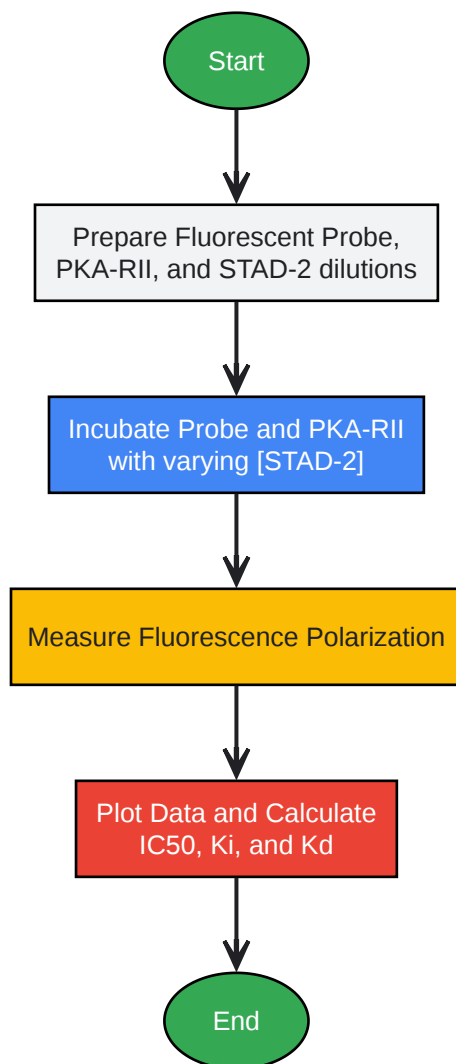 Start
Prepare Fluorescent Probe,
PKA-RII, and STAD-2 dilutions
Incubate Probe and PKA-RII
with varying [STAD-2]
Measure Fluorescence Polarization
Plot Data and Calculate
IC50, Ki, and Kd
End